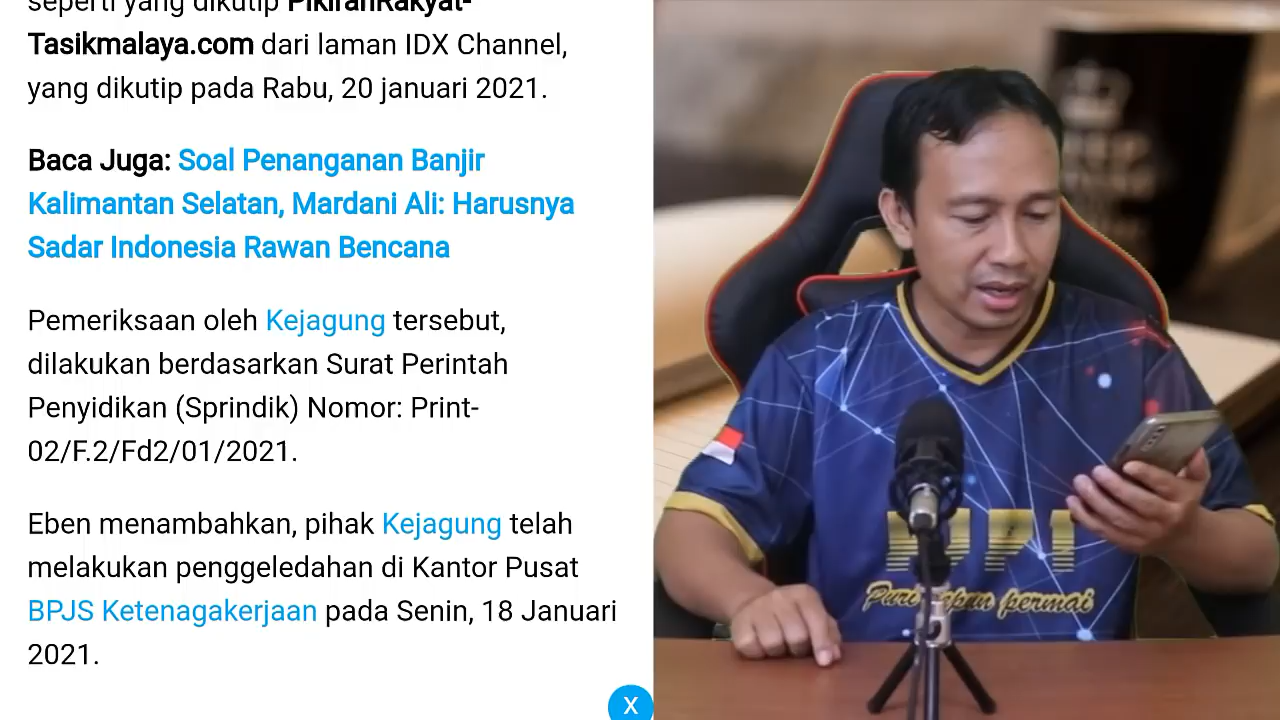 seperti yang dikutip PikiranRakyat-
Tasikmalaya.com dari laman IDX Channel,
yang dikutip pada Rabu, 20 januari 2021.
Baca Juga: Soal Penanganan Banjir
Kalimantan Selatan, Mardani Ali: Harusnya
Sadar Indonesia Rawan Bencana
Pemeriksaan oleh Kejagung tersebut,
dilakukan berdasarkan Surat Perintah
Penyidikan (Sprindik) Nomor: Print-
02/F.2/Fd2/01/2021.
Eben menambahkan, pihak Kejagung telah
melakukan penggeledahan di Kantor Pusat
BPJS Ketenagakerjaan pada Senin, 18 Januari
2021.
X
permai